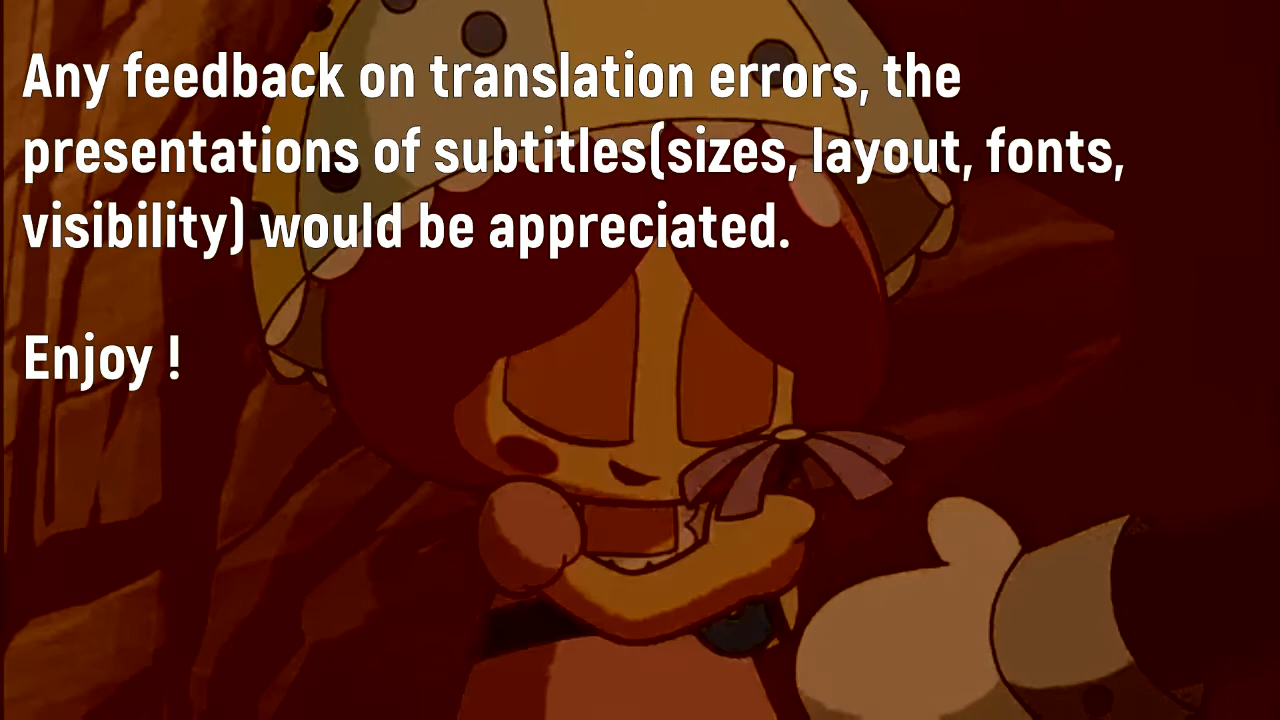 Any feedback on translation errors, the
presentations of subtitles(sizes, layout, fonts,
visibility) would be appreciated.
Enjoy !